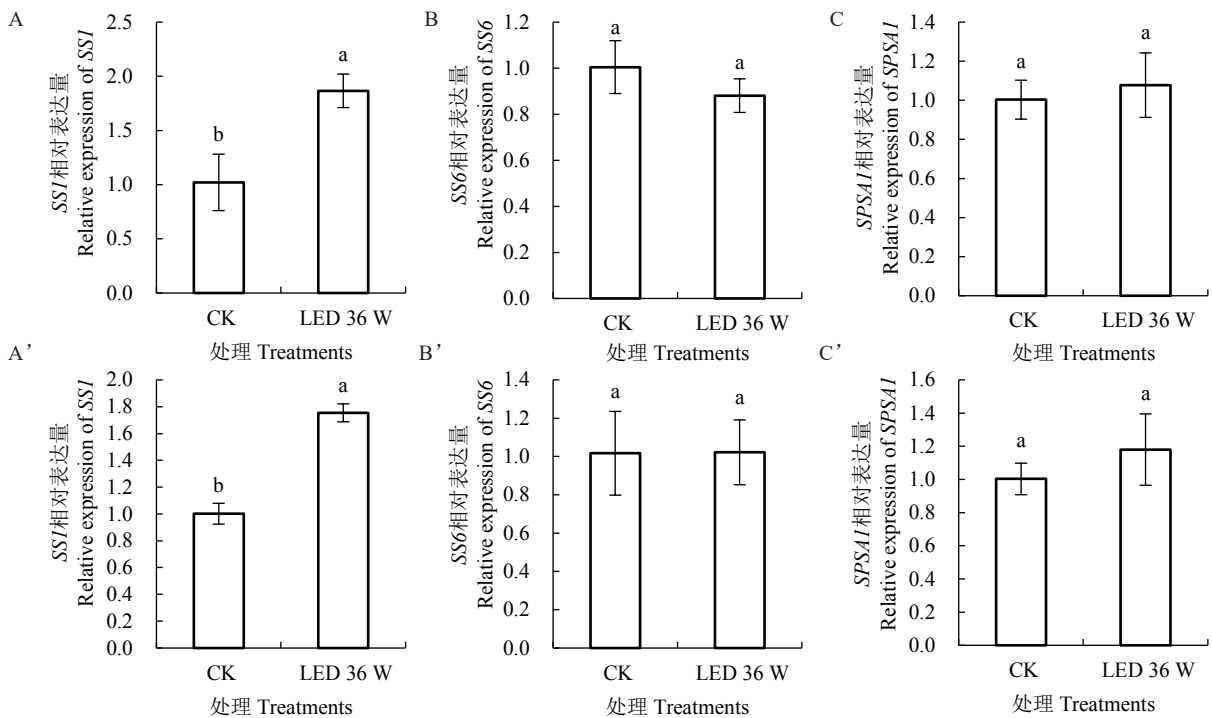 A
SS1相对表达量
Relative expression of SS1
2.5
2.0
1.5
1.0
0.5
0.0
b
a
CK
LED 36 W
处理 Treatments
B
SS6相对表达量
Relative expression of SS6
1.2
1.0
0.8
0.6
0.4
0.2
0.0
a
a
CK
LED 36 W
处理 Treatments
C
SPSA1相对表达量
Relative expression of SPSA1
1.4
1.2
1.0
0.8
0.6
0.4
0.2
0.0
a
a
CK
LED 36 W
处理 Treatments
A’
SS1相对表达量
Relative expression of SS1
2.0
1.8
1.6
1.4
1.2
1.0
0.8
0.6
0.4
0.2
0.0
b
a
CK
LED 36 W
处理 Treatments
B’
SS6相对表达量
Relative expression of SS6
1.4
1.2
1.0
0.8
0.6
0.4
0.2
0.0
a
a
CK
LED 36 W
处理 Treatments
C’
SPSA1相对表达量
Relative expression of SPSA1
1.6
1.4
1.2
1.0
0.8
0.6
0.4
0.2
0.0
a
a
CK
LED 36 W
处理 Treatments